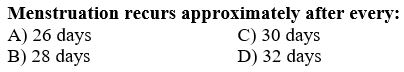 Menstruation recurs approximately after every:
A) 26 days C) 30 days
B) 28 days D) 32 days